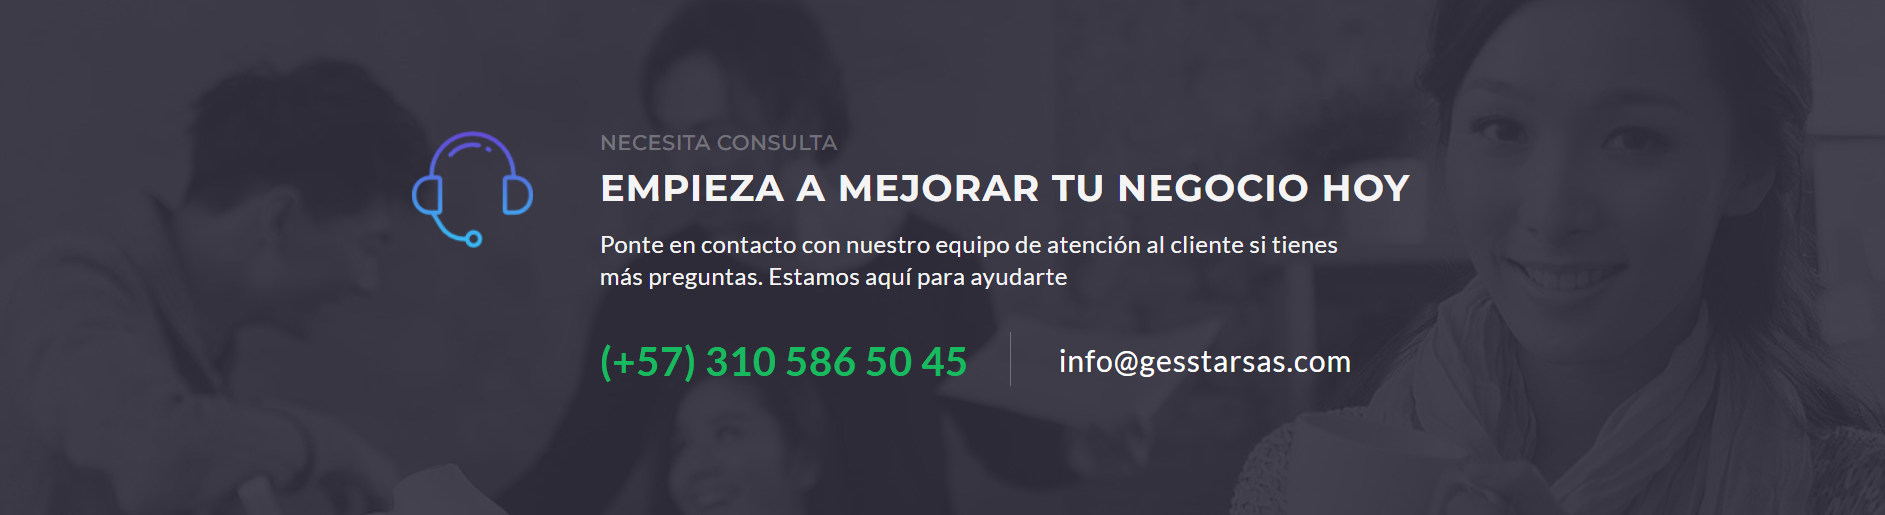 NECESITA CONSULTA
EMPIEZA A MEJORAR TU NEGOCIO HOY
Ponte en contacto con nuestro equipo de atención al cliente si tienes
más preguntas. Estamos aquí para ayudarte
(+57) 310 586 50 45
info@gesstarsas.com